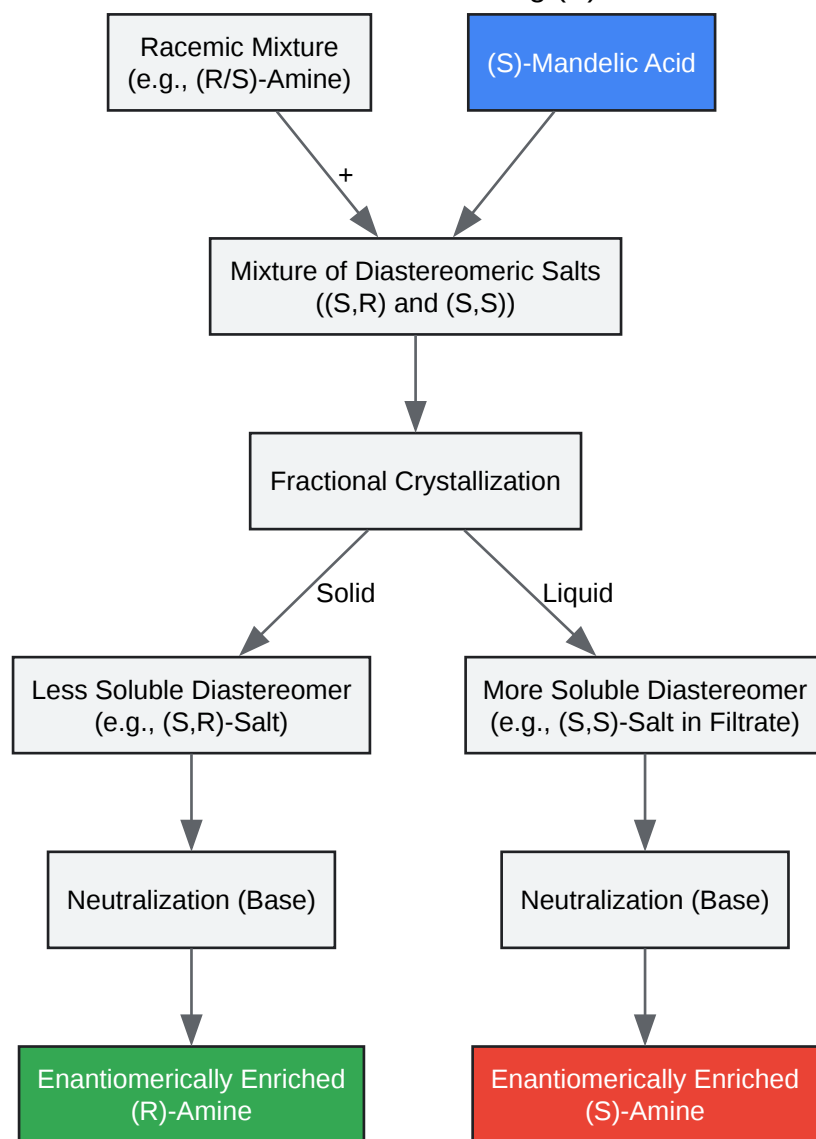 Racemic Mixture
(e.g., (R/S)-Amine)
(S)-Mandelic Acid
+
Mixture of Diastereomeric Salts
((S,R) and (S,S))
Fractional Crystallization
Solid
Liquid
Less Soluble Diastereomer
(e.g., (S,R)-Salt)
More Soluble Diastereomer
(e.g., (S,S)-Salt in Filtrate)
Neutralization (Base)
Neutralization (Base)
Enantiomerically Enriched
(R)-Amine
Enantiomerically Enriched
(S)-Amine